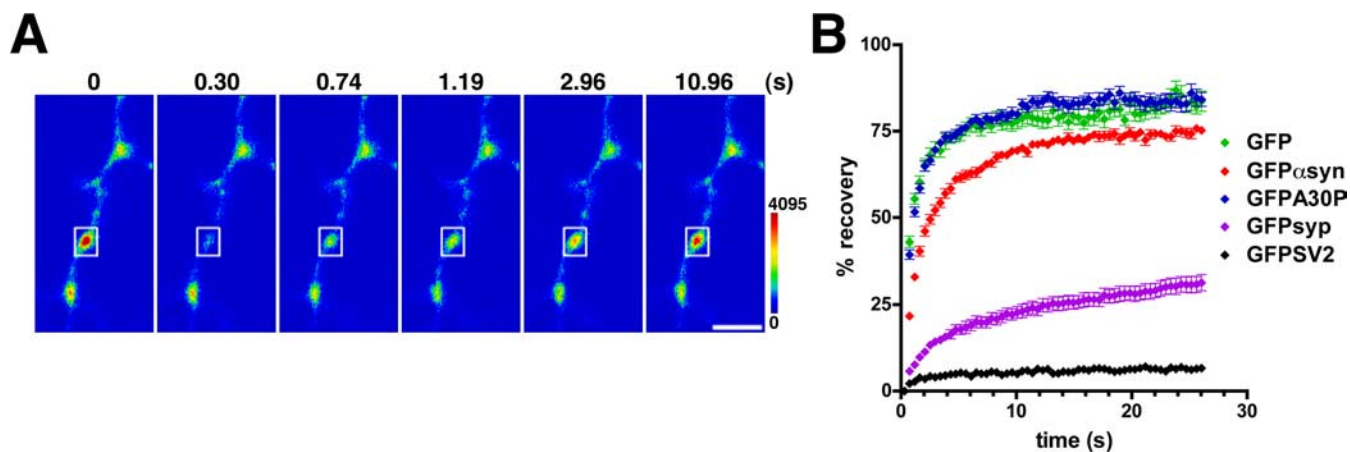 A
0 0.30 0.74 1.19 2.96 10.96 (s)
4095
0
B
100
75
50
25
0
% recovery
0 10 20 30
time (s)
GFP
GFPαsyn
GFPA30P
GFPsyp
GFPSV2